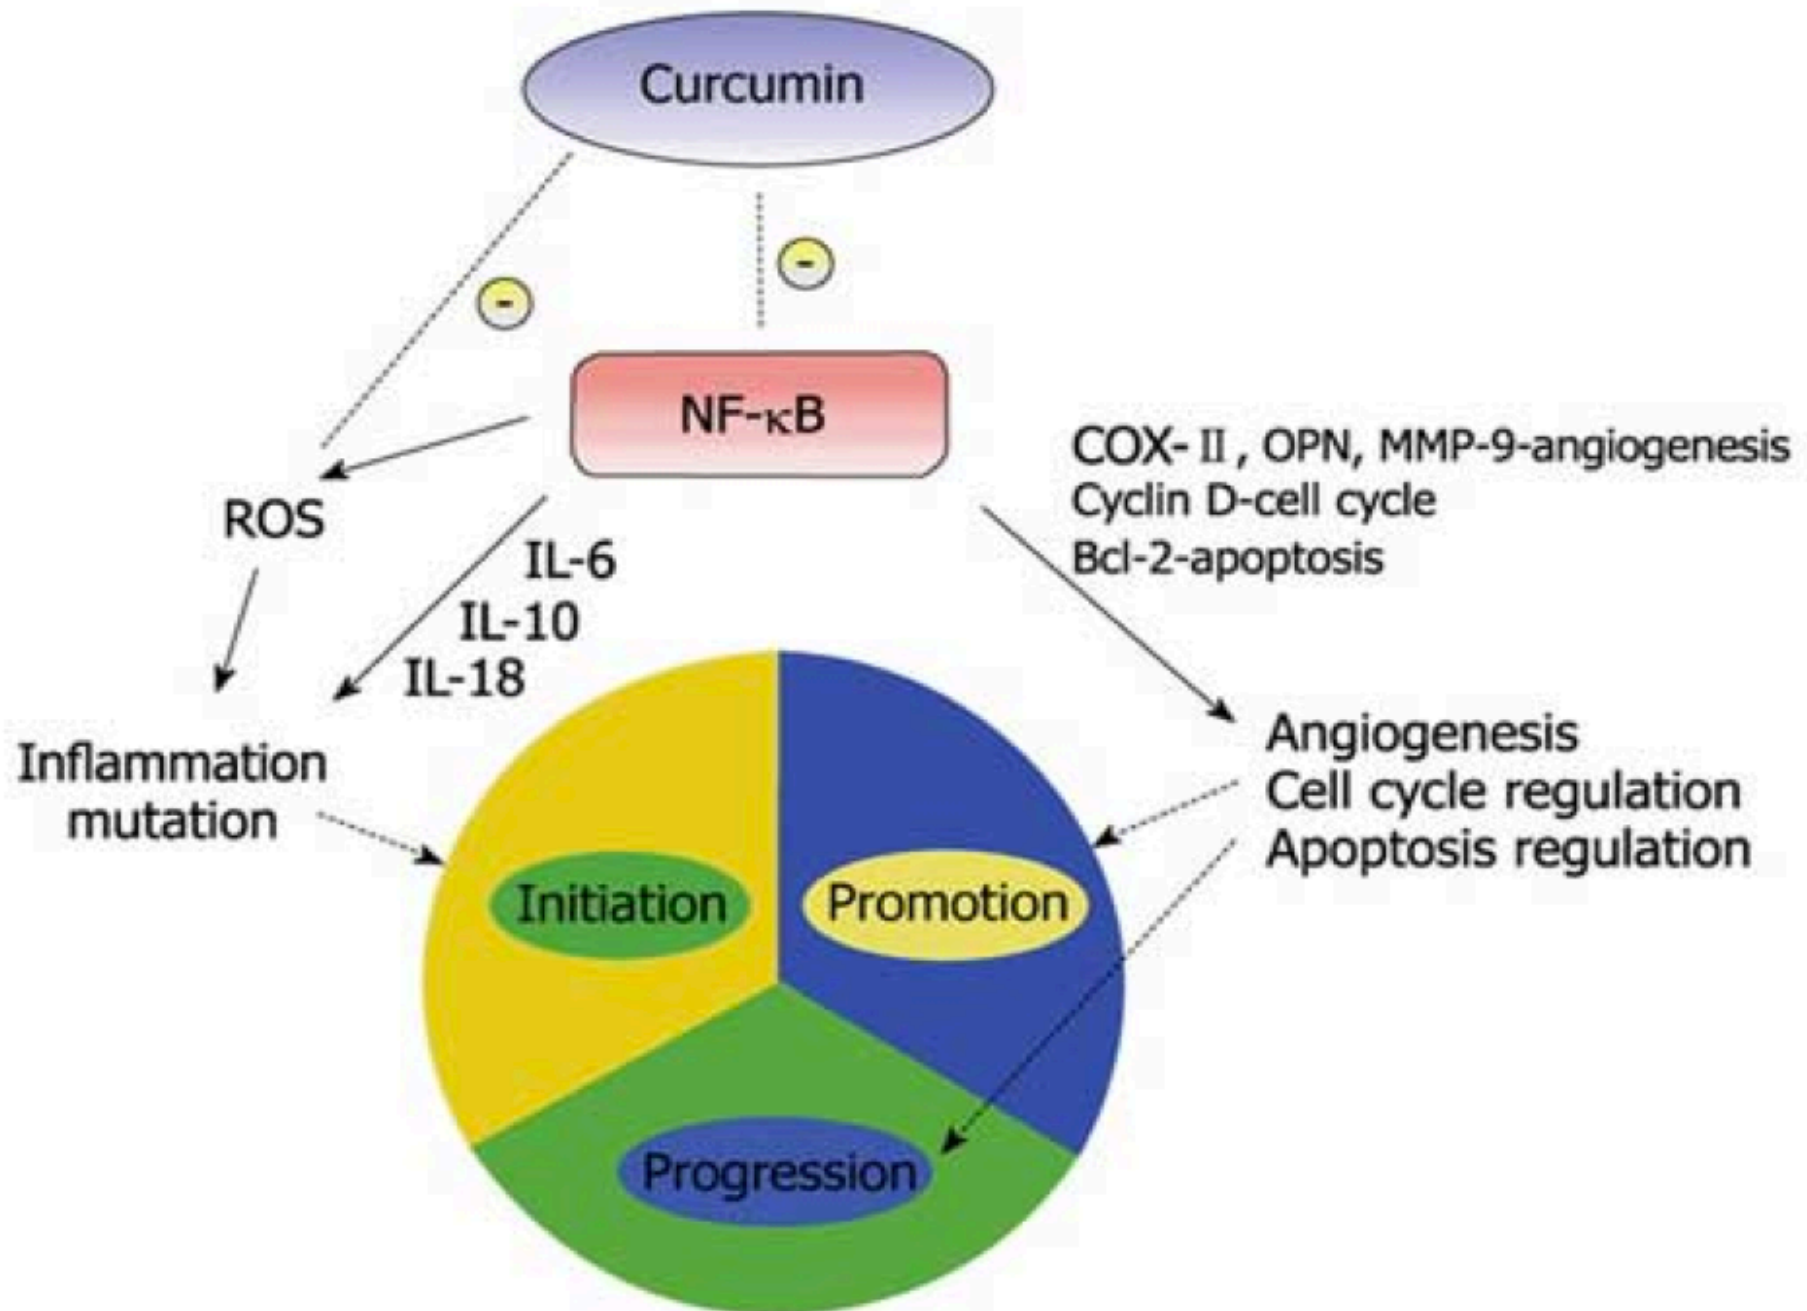 Curcumin
-
-
NF-κB
COX-Ⅱ, OPN, MMP-9-angiogenesis
Cyclin D-cell cycle
Bcl-2-apoptosis
ROS
IL-6
IL-10
IL-18
Inflammation
mutation
Angiogenesis
Cell cycle regulation
Apoptosis regulation
Initiation
Promotion
Progression